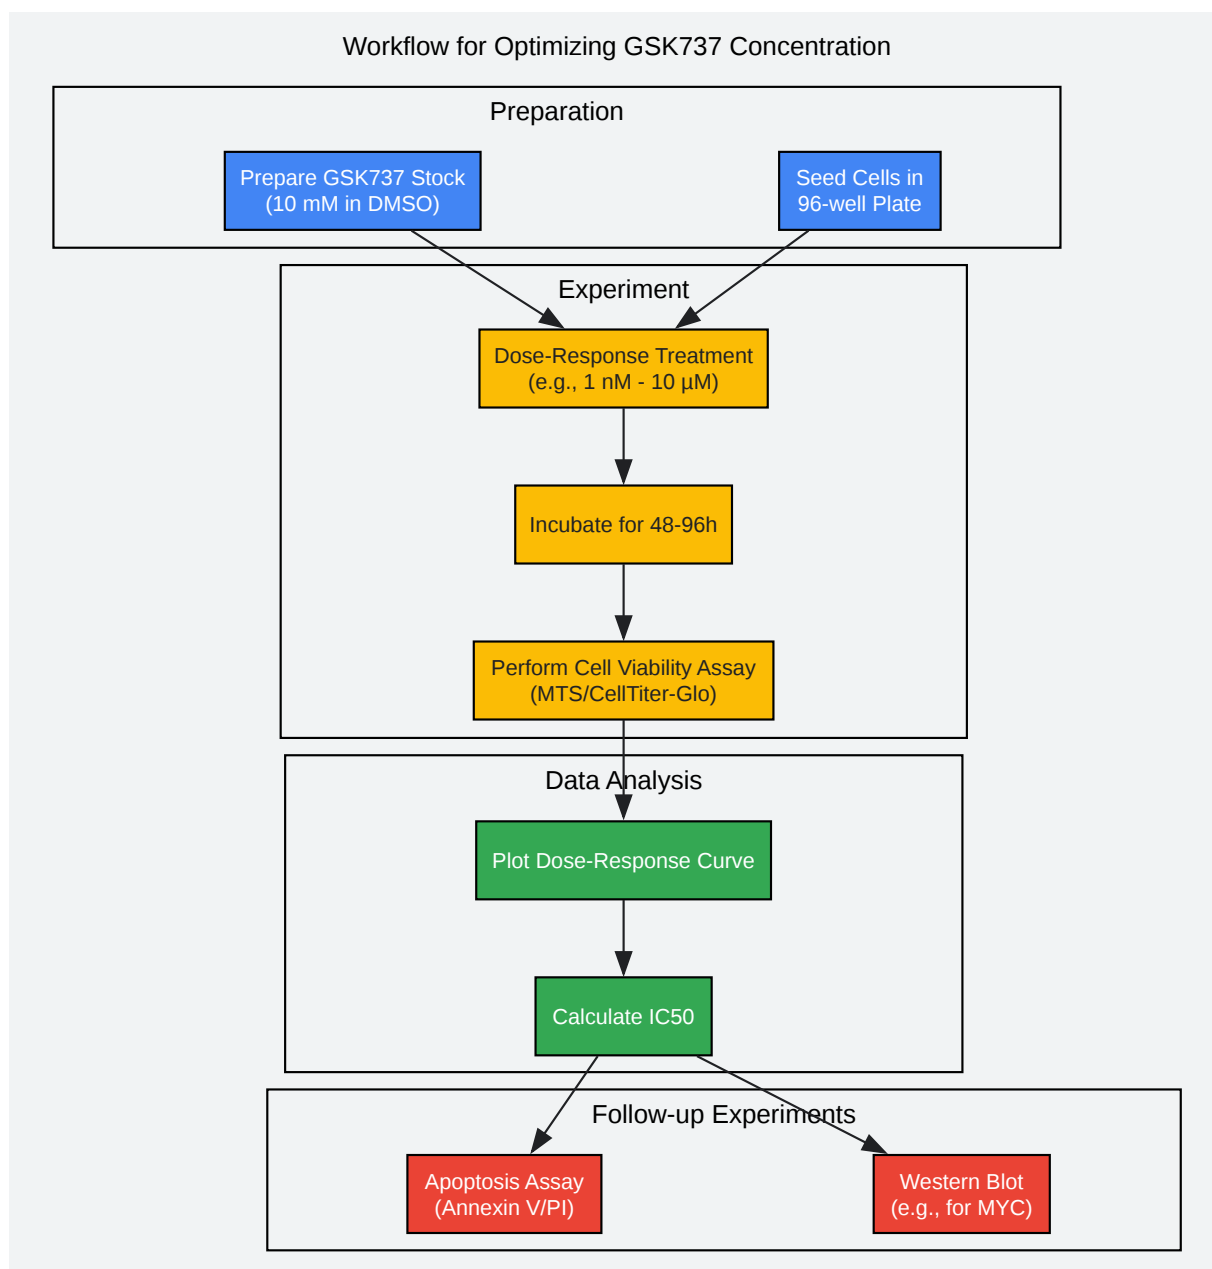 Workflow for Optimizing GSK737 Concentration
Preparation
Prepare GSK737 Stock
(10 mM in DMSO)
Seed Cells in
96-well Plate
Experiment
Dose-Response Treatment
(e.g., 1 nM - 10 µM)
Incubate for 48-96h
Perform Cell Viability Assay
(MTS/CellTiter-Glo)
Data Analysis
Plot Dose-Response Curve
Calculate IC50
Follow-up Experiments
Apoptosis Assay
(Annexin V/PI)
Western Blot
(e.g., for MYC)